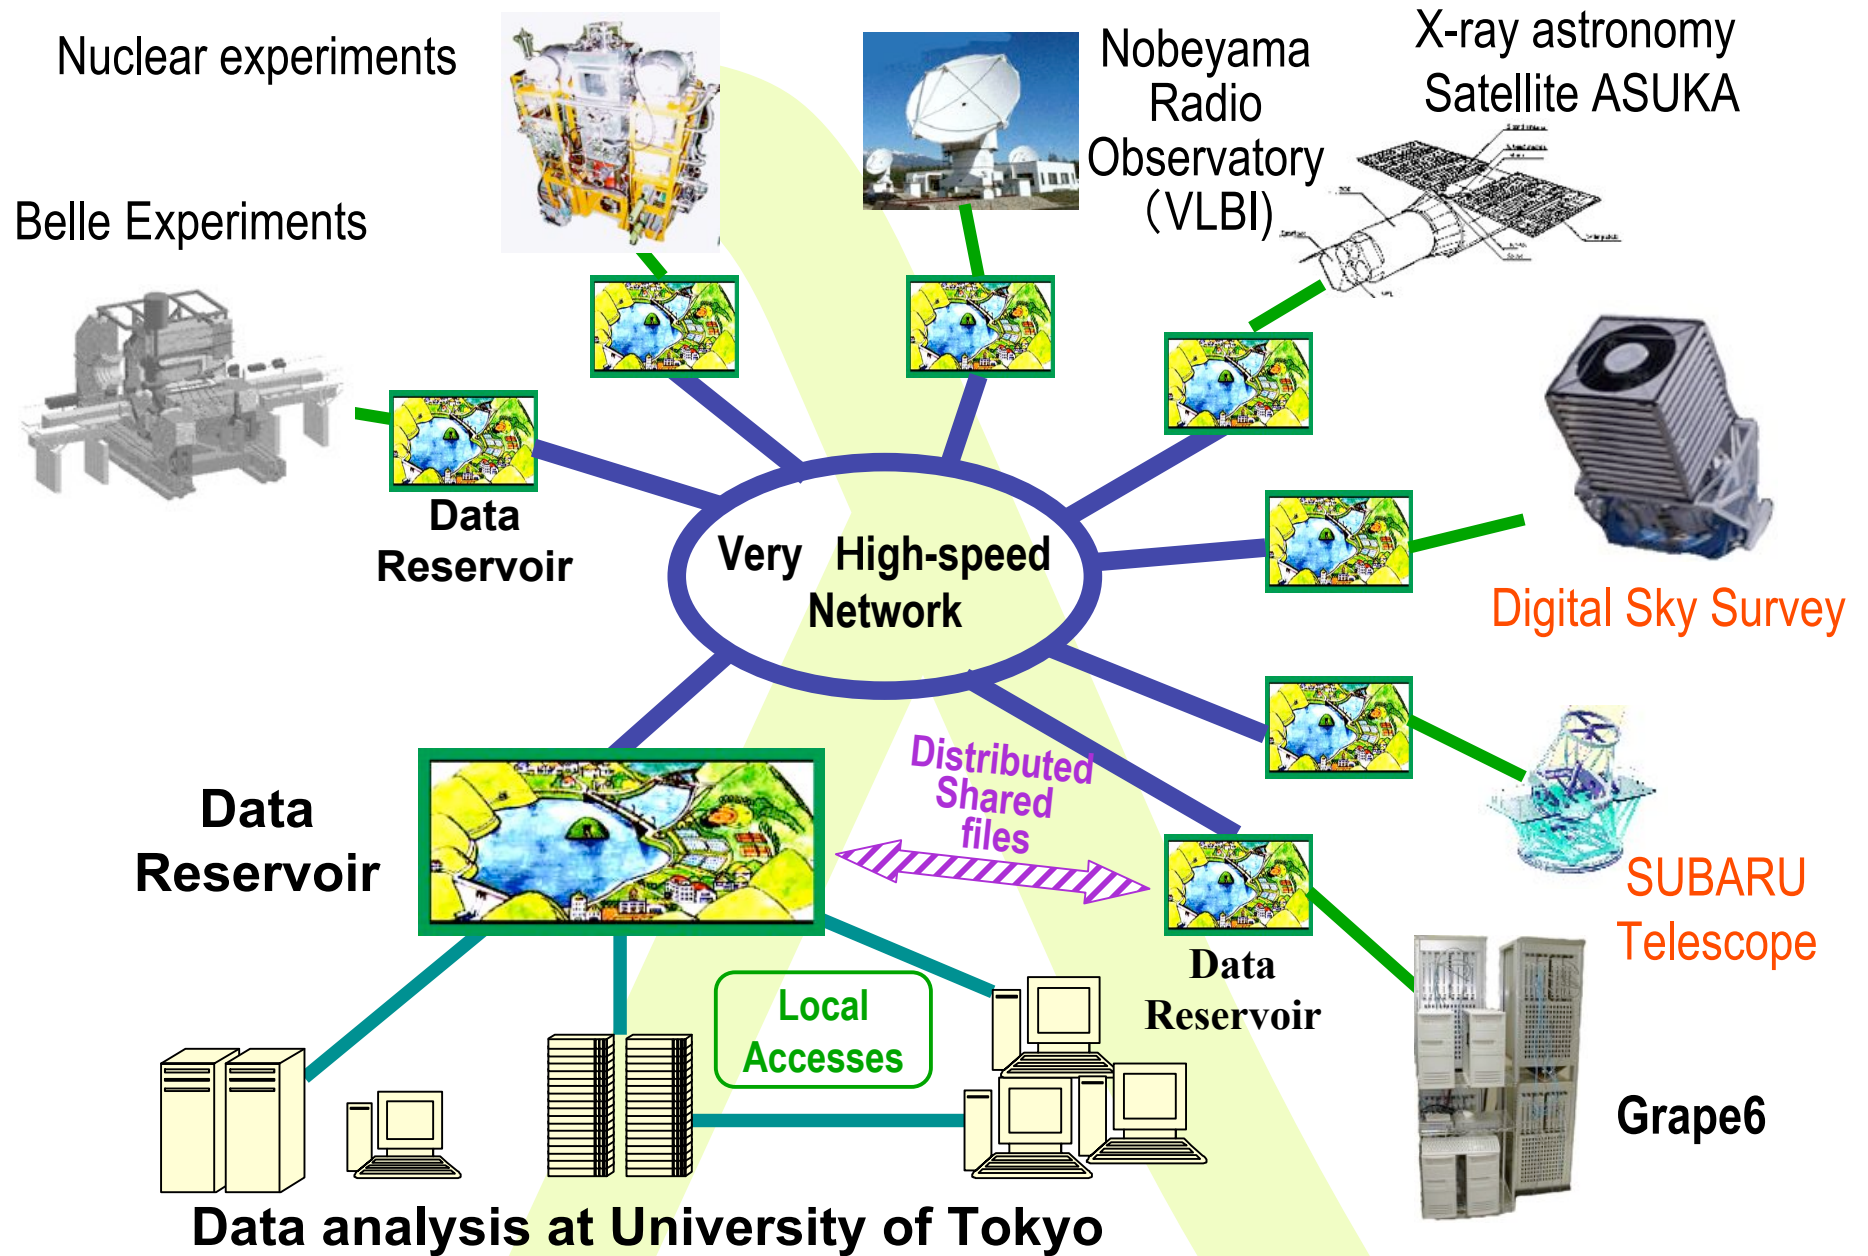 Nuclear experiments
Nobeyama
Radio
Observatory
（VLBI)
X-ray astronomy
Satellite ASUKA
Belle Experiments
Data
Reservoir
Very High-speed
Network
Digital Sky Survey
Distributed
Shared
files
Data
Reservoir
SUBARU
Telescope
Data
Reservoir
Local
Accesses
Grape6
Data analysis at University of Tokyo